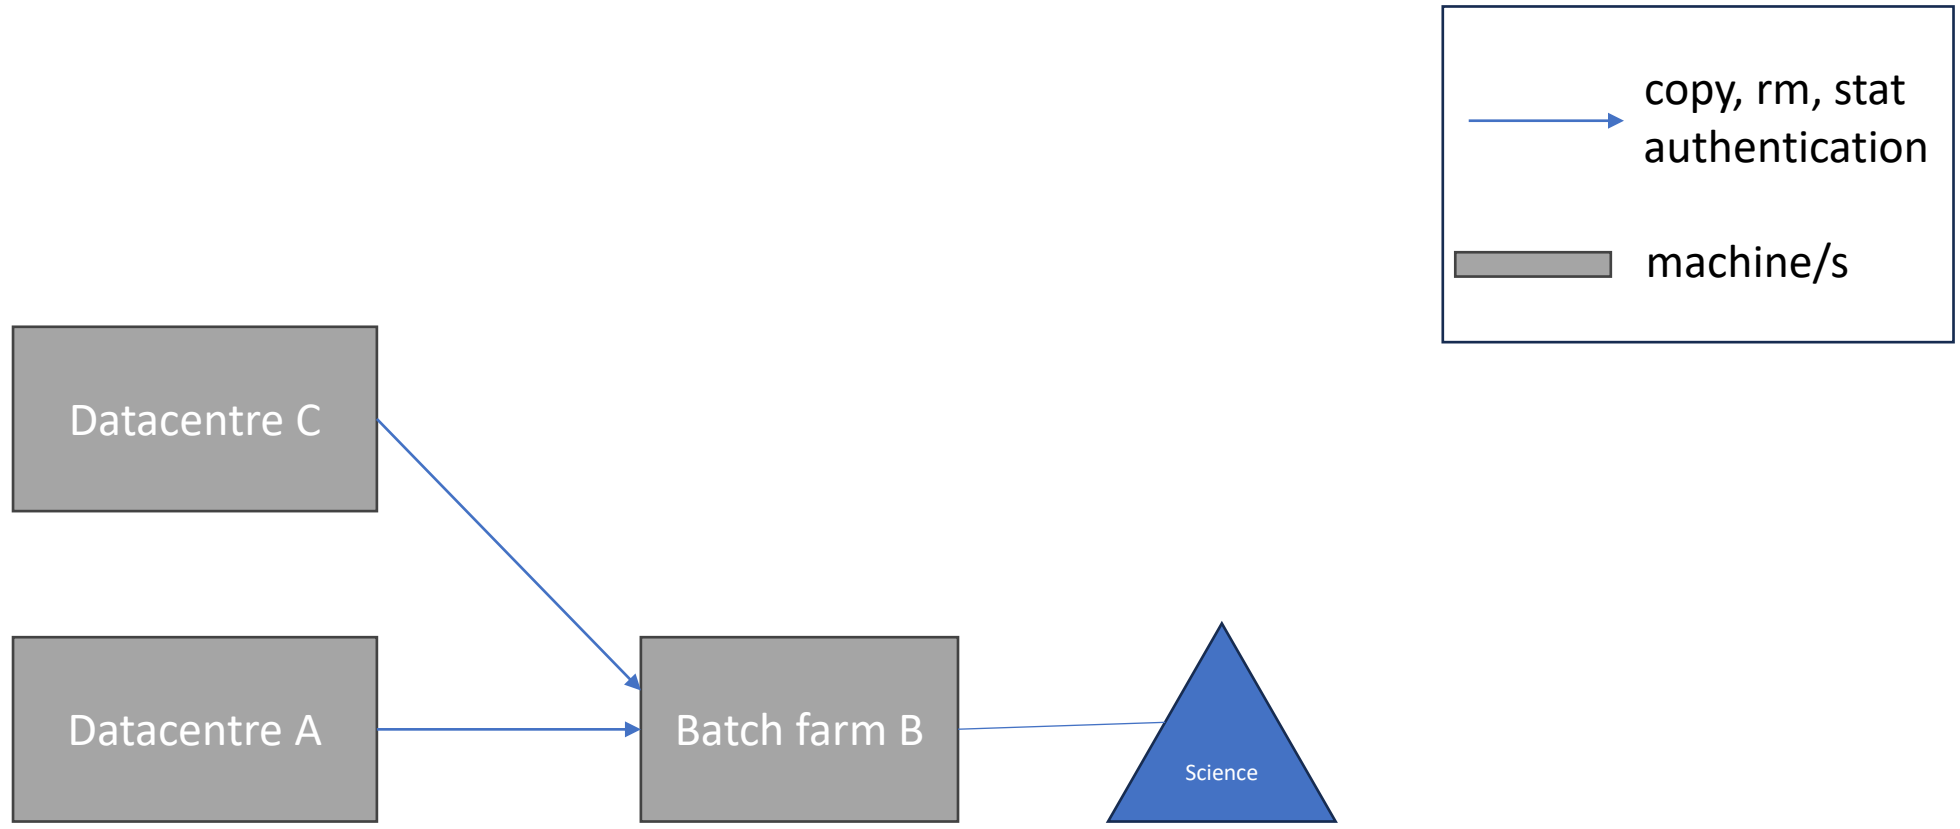 copy, rm, stat
authentication
machine/s
Datacentre C
Datacentre A
Batch farm B
Science